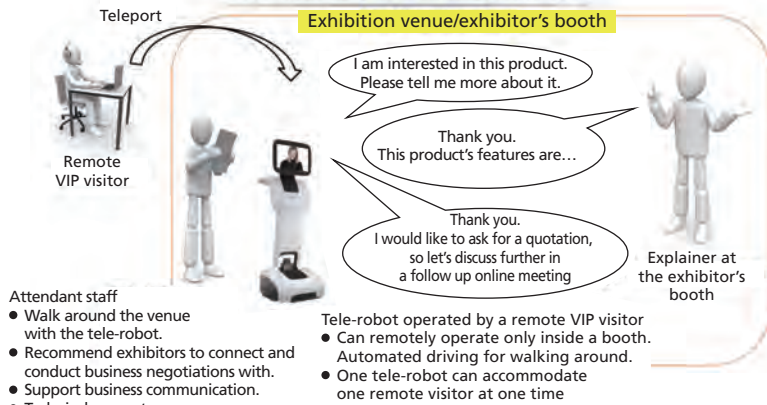 Teleport
Exhibition venue/exhibitor's booth
I am interested in this product.
Please tell me more about it.
Thank you.
This product's features are…
Remote
VIP visitor
Thank you.
I would like to ask for a quotation,
so let's discuss further in
a follow up online meeting
Explainer at
the exhibitor's
booth
Attendant staff
● Walk around the venue
with the tele-robot.
● Recommend exhibitors to connect and
conduct business negotiations with.
● Support business communication.
Tele-robot operated by a remote VIP visitor
● Can remotely operate only inside a booth.
Automated driving for walking around.
● One tele-robot can accommodate
one remote visitor at one time